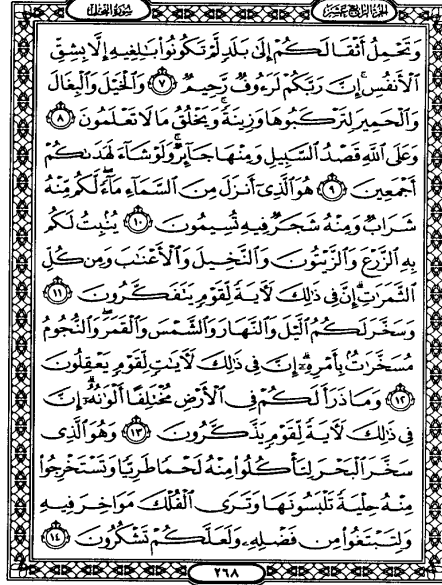 سورة النحل الجزء الرابع عشر
وَتَحْمِلُ أَثْقَالَكُمْ إِلَىٰ بَلَدٍ لَّمْ تَكُونُوا۟ بَٰلِغِيهِ إِلَّا بِشِقِّ
ٱلْأَنفُسِ ۚ إِنَّ رَبَّكُمْ لَرَءُوفٌ رَّحِيمٌ ٧ وَٱلْخَيْلَ وَٱلْبِغَالَ
وَٱلْحَمِيرَ لِتَرْكَبُوهَا وَزِينَةً ۚ وَيَخْلُقُ مَا لَا تَعْلَمُونَ ٨
وَعَلَى ٱللَّهِ قَصْدُ ٱلسَّبِيلِ وَمِنْهَا جَآئِرٌ ۚ وَلَوْ شَآءَ لَهَدَىٰكُمْ
أَجْمَعِينَ ٩ هُوَ ٱلَّذِىٓ أَنزَلَ مِنَ ٱلسَّمَآءِ مَآءً ۖ لَّكُم مِّنْهُ
شَرَابٌ وَمِنْهُ شَجَرٌ فِيهِ تُسِيمُونَ ١٠ يُنۢبِتُ لَكُم
بِهِ ٱلزَّرْعَ وَٱلزَّيْتُونَ وَٱلنَّخِيلَ وَٱلْأَعْنَٰبَ وَمِن كُلِّ
ٱلثَّمَرَٰتِ ۗ إِنَّ فِى ذَٰلِكَ لَءَايَةً لِّقَوْمٍ يَتَفَكَّرُونَ ١١
وَسَخَّرَ لَكُمُ ٱلَّيْلَ وَٱلنَّهَارَ وَٱلشَّمْسَ وَٱلْقَمَرَ ۖ وَٱلنُّجُومُ
مُسَخَّرَٰتٌۢ بِأَمْرِهِۦٓ ۗ إِنَّ فِى ذَٰلِكَ لَءَايَٰتٍ لِّقَوْمٍ يَعْقِلُونَ
١٢ وَمَا ذَرَأَ لَكُمْ فِى ٱلْأَرْضِ مُخْتَلِفًا أَلْوَٰنُهُۥٓ ۗ إِنَّ
فِى ذَٰلِكَ لَءَايَةً لِّقَوْمٍ يَذَّكَّرُونَ ١٣ وَهُوَ ٱلَّذِى
سَخَّرَ ٱلْبَحْرَ لِتَأْكُلُوا۟ مِنْهُ لَحْمًا طَرِيًّا وَتَسْتَخْرِجُوا۟
مِنْهُ حِلْيَةً تَلْبَسُونَهَا وَتَرَى ٱلْفُلْكَ مَوَاخِرَ فِيهِ
وَلِتَبْتَغُوا۟ مِن فَضْلِهِۦ وَلَعَلَّكُمْ تَشْكُرُونَ ١٤
٢٦٨